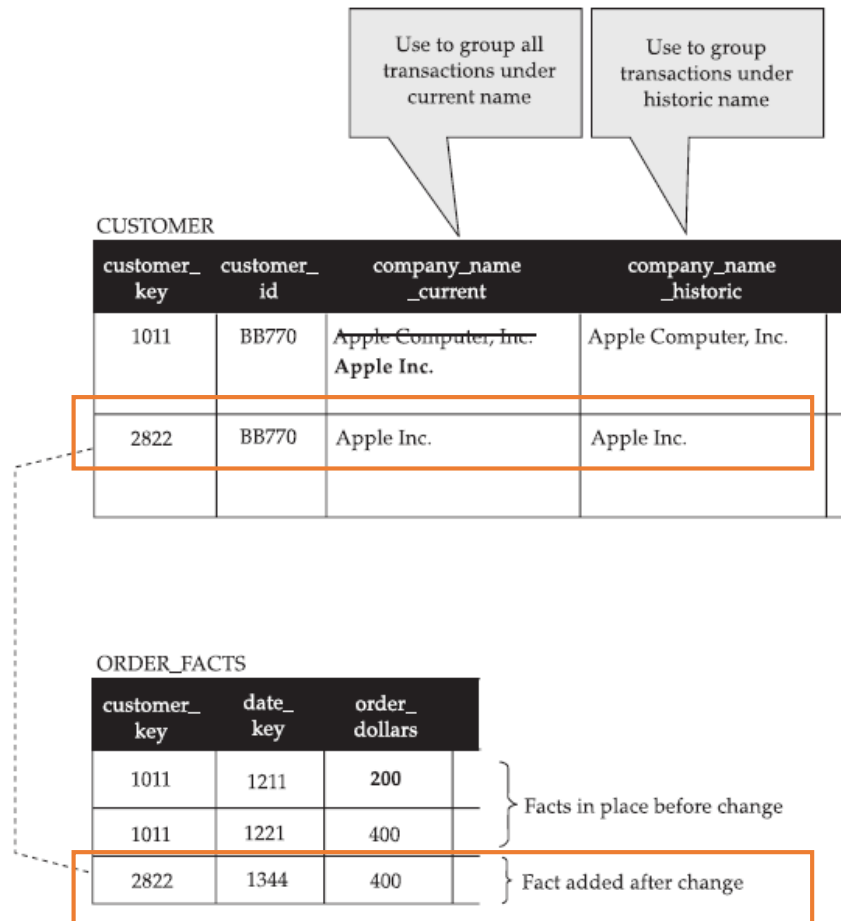 Use to group all
transactions under
current name
Use to group
transactions under
historic name
CUSTOMER
customer_ customer_ company_name company_name
key id _current _historic
1011 BB770 Apple Computer, Inc. Apple Computer, Inc.
Apple Inc.
2822 BB770 Apple Inc. Apple Inc.
ORDER_FACTS
customer_ date_ order_
key key dollars
1011 1211 200
Facts in place before change
1011 1221 400
2822 1344 400 Fact added after change